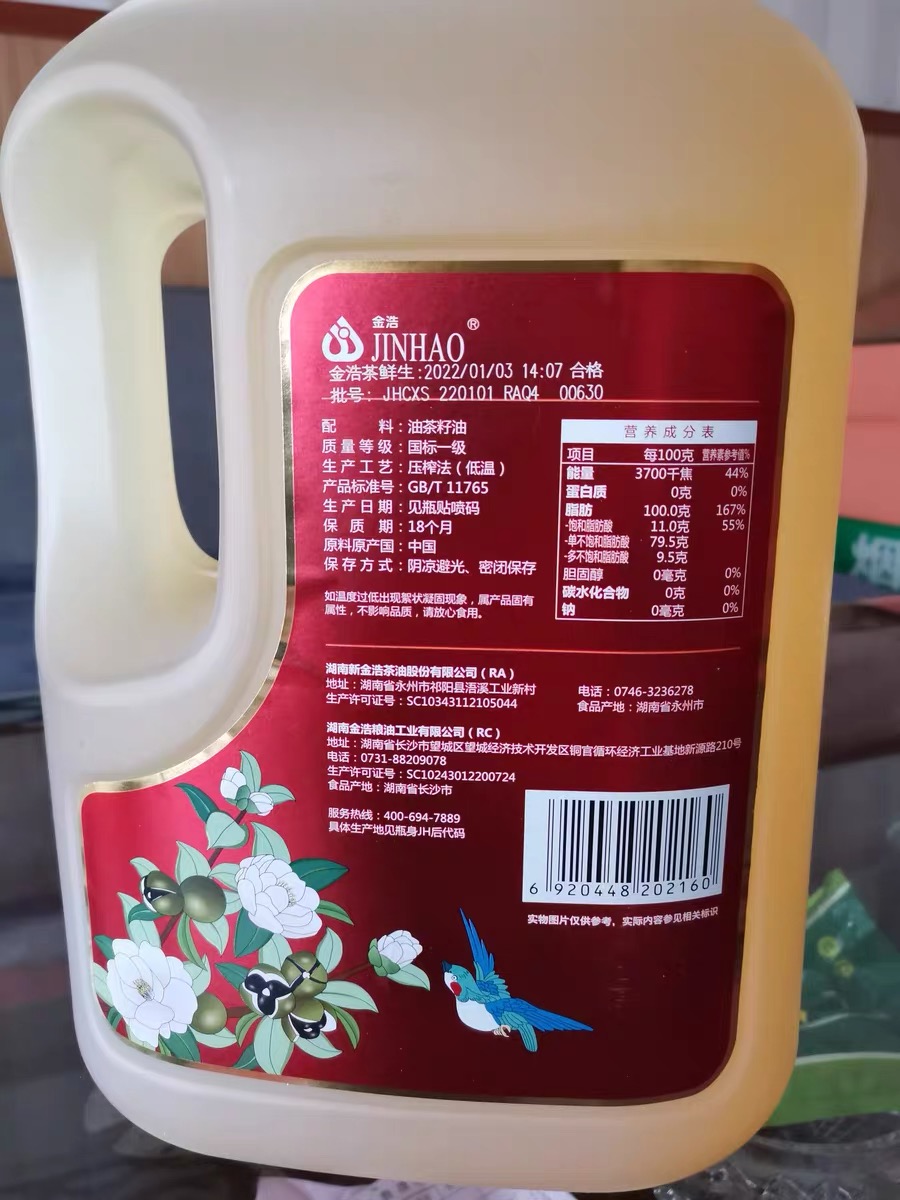 金浩
JINHAO®
金浩茶鲜生:2022/01/03 14:07 合格
批号: JHCXS 220101 RAQ4 00630
配料：油茶籽油
质量等级：国标一级
生产工艺：压榨法（低温）
产品标准号：GB/T 11765
生产日期：见瓶贴喷码
保质期：18个月
原料原产国：中国
保存方式：阴凉避光、密闭保存
如温度过低出现絮状凝固现象，属产品固有
属性，不影响品质，请放心食用。
营养成分表
项目 每100克 营养素参考值%
能量 3700千焦 44%
蛋白质 0克 0%
脂肪 100.0克 167%
-饱和脂肪酸 11.0克 55%
-单不饱和脂肪酸 79.5克
-多不饱和脂肪酸 9.5克
胆固醇 0毫克 0%
碳水化合物 0克 0%
钠 0毫克 0%
湖南新金浩茶油股份有限公司（RA）
地址：湖南省永州市祁阳县浯溪工业新村
生产许可证号：SC10343112105044
电话：0746-3236278
食品产地：湖南省永州市
湖南金浩粮油工业有限公司（RC）
地址：湖南省长沙市望城区望城经济技术开发区铜官循环经济工业基地新源路210号
电话：0731-88209078
生产许可证号：SC10243012200724
食品产地：湖南省长沙市
服务热线：400-694-7889
具体生产地见瓶身JH后代码
6 920448 202160
实物图片仅供参考，实际内容参见相关标识
烟